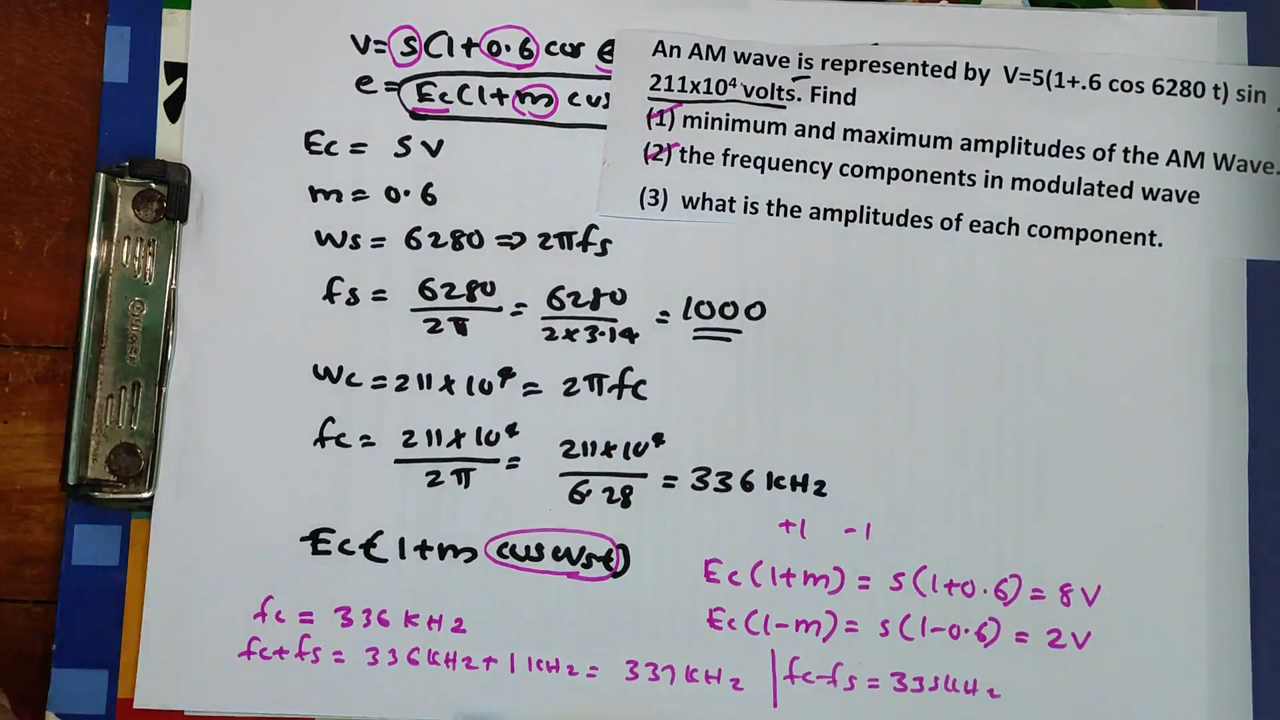 V=5(1+0.6 cos
e=Ec(1+m cos
An AM wave is represented by V=5(1+.6 cos 6280 t) sin
211x10⁴ volts. Find
(1) minimum and maximum amplitudes of the AM Wave.
(2) the frequency components in modulated wave
(3) what is the amplitudes of each component.
Ec = 5V
m = 0.6
Ws = 6280 ⇒ 2πfs
fs = 6280/2π = 6280/2×3.14 = 1000
Wc = 211×10⁴ = 2πfc
fc = 211×10⁴/2π = 211×10⁴/6.28 = 336 KHz
Ec(1+m cos wst)
+1 -1
Ec(1+m) = 5(1+0.6) = 8V
Ec(1-m) = 5(1-0.6) = 2V
fc = 336 KHz
fc+fs = 336KHz + 1 KHz = 337 KHz | fc-fs = 335KHz